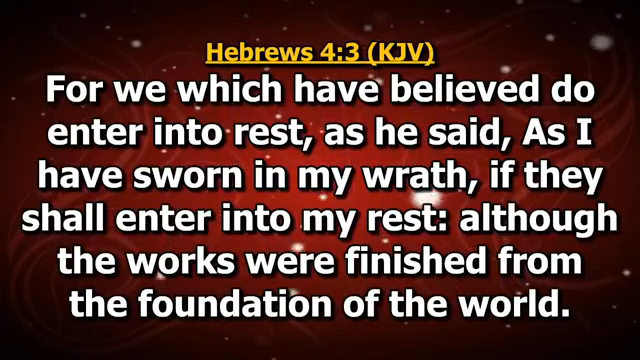 Hebrews 4:3 (KJV)
For we which have believed do
enter into rest, as he said, As I
have sworn in my wrath, if they
shall enter into my rest: although
the works were finished from
the foundation of the world.